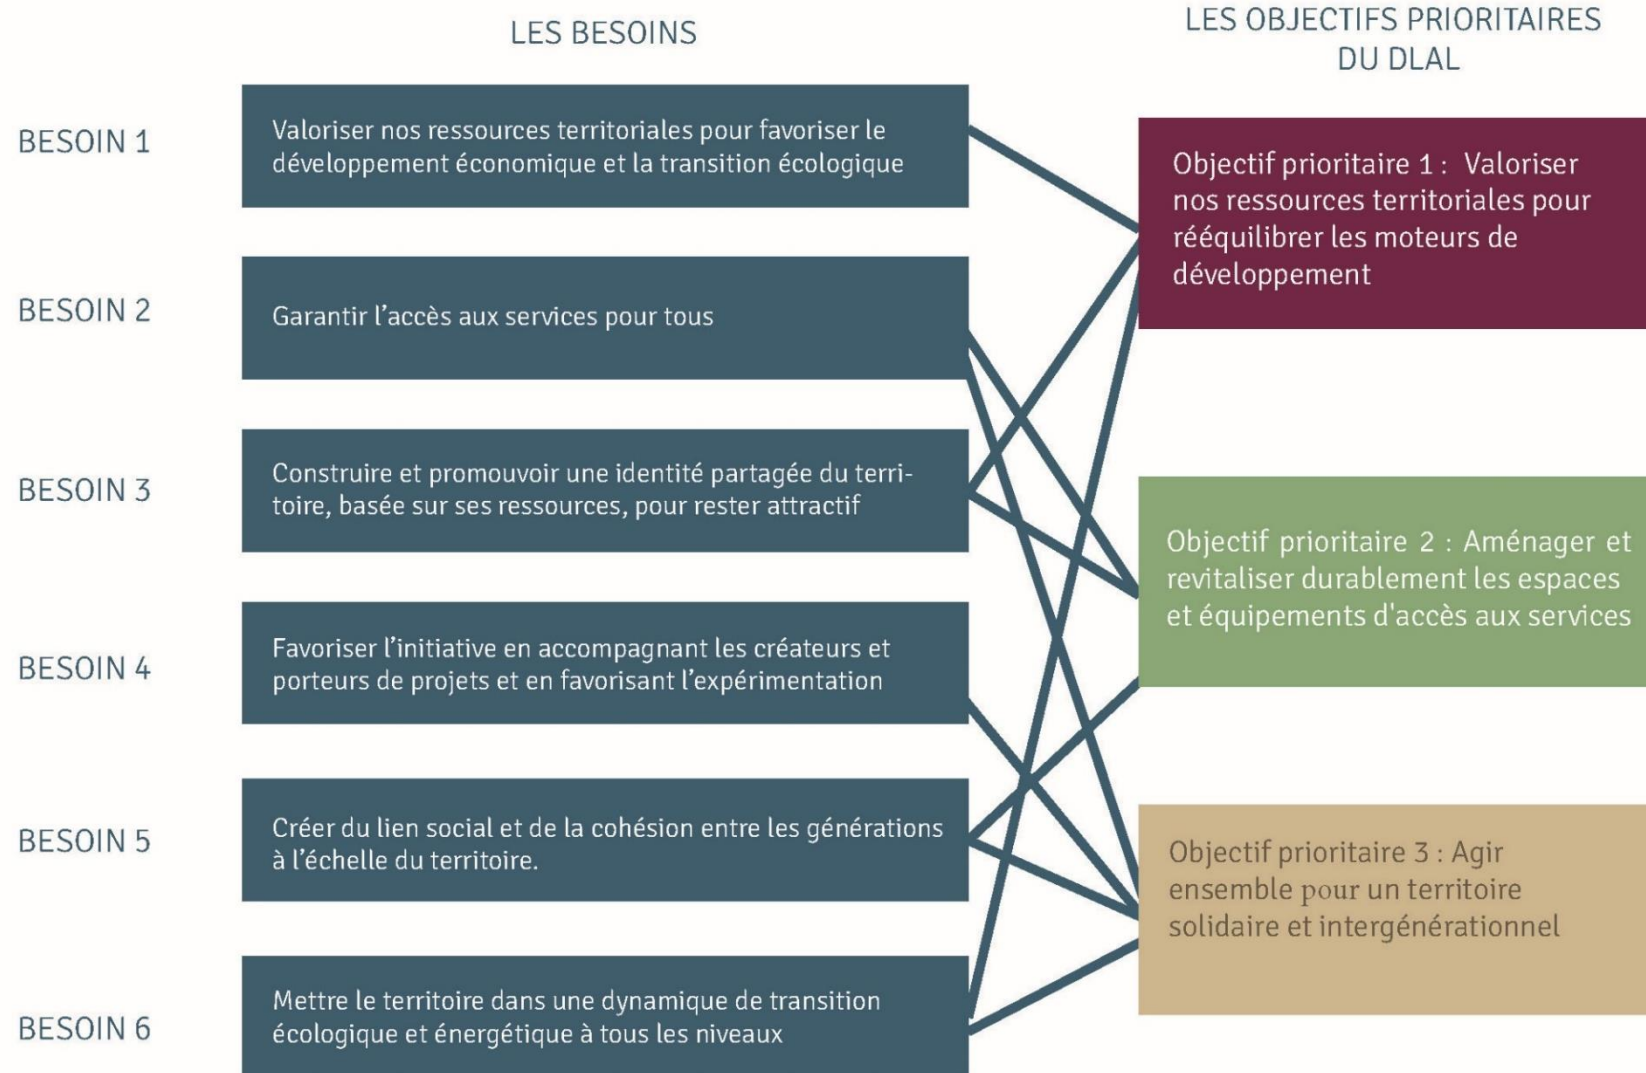 LES BESOINS
LES OBJECTIFS PRIORITAIRES
DU DLAL
BESOIN 1
Valoriser nos ressources territoriales pour favoriser le
développement économique et la transition écologique
BESOIN 2
Garantir l’accès aux services pour tous
BESOIN 3
Construire et promouvoir une identité partagée du terri-
toire, basée sur ses ressources, pour rester attractif
BESOIN 4
Favoriser l’initiative en accompagnant les créateurs et
porteurs de projets et en favorisant l’expérimentation
BESOIN 5
Créer du lien social et de la cohésion entre les générations
à l’échelle du territoire.
BESOIN 6
Mettre le territoire dans une dynamique de transition
écologique et énergétique à tous les niveaux
Objectif prioritaire 1 : Valoriser
nos ressources territoriales pour
rééquilibrer les moteurs de
développement
Objectif prioritaire 2 : Aménager et
revitaliser durablement les espaces
et équipements d'accès aux services
Objectif prioritaire 3 : Agir
ensemble pour un territoire
solidaire et intergénérationnel